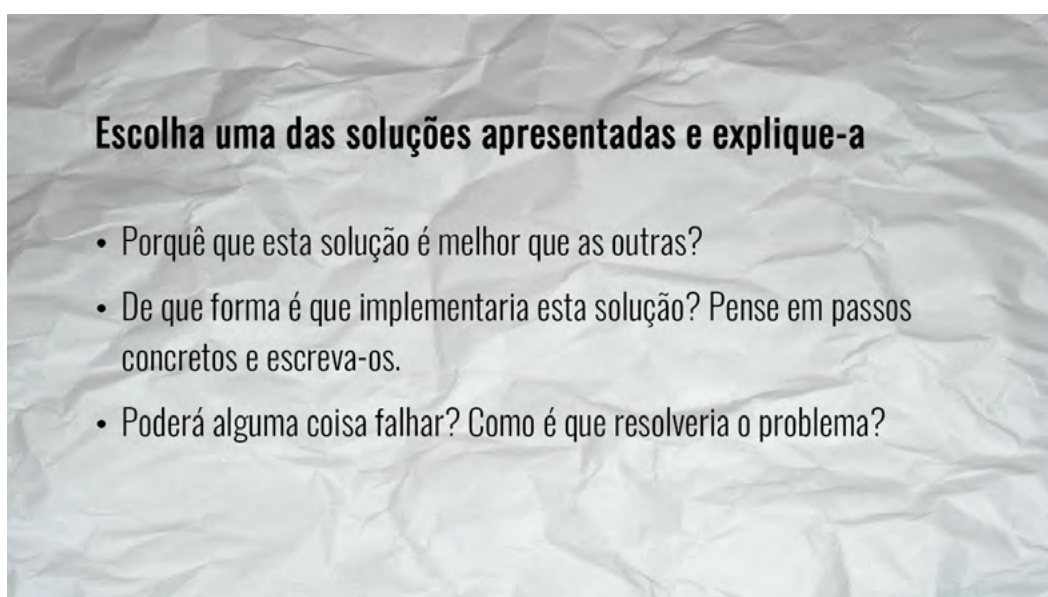 Escolha uma das soluções apresentadas e explique-a
• Porquê que esta solução é melhor que as outras?
• De que forma é que implementaria esta solução? Pense em passos
concretos e escreva-os.
• Poderá alguma coisa falhar? Como é que resolveria o problema?